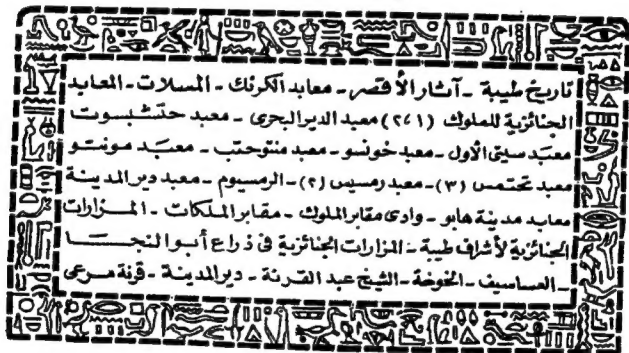 تاريخ طيبة - آثار الأقصر - معابد الكرنك - المسلات - المعابد
الجنائزية للملوك (٢٦١) معبد الدير البحرى - معبد حتشبسوت
معبد سيتى الأول - معبد خونسو - معبد منتوحتب - معبد مونتو
معبد تحتمس (٣) - معبد رمسيس (٢) - الرمسيوم - معبد دير المدينة
معابد مدينة هابو - وادى مقابر الملوك - مقابر الملكات - المزارات
الجنائزية لأشراف طيبة - المزارات الجنائزية فى ذراع أبو النجا
- العساسيف - الخوخة - الشيخ عبد القرنة - دير المدينة - قرنة مرعى